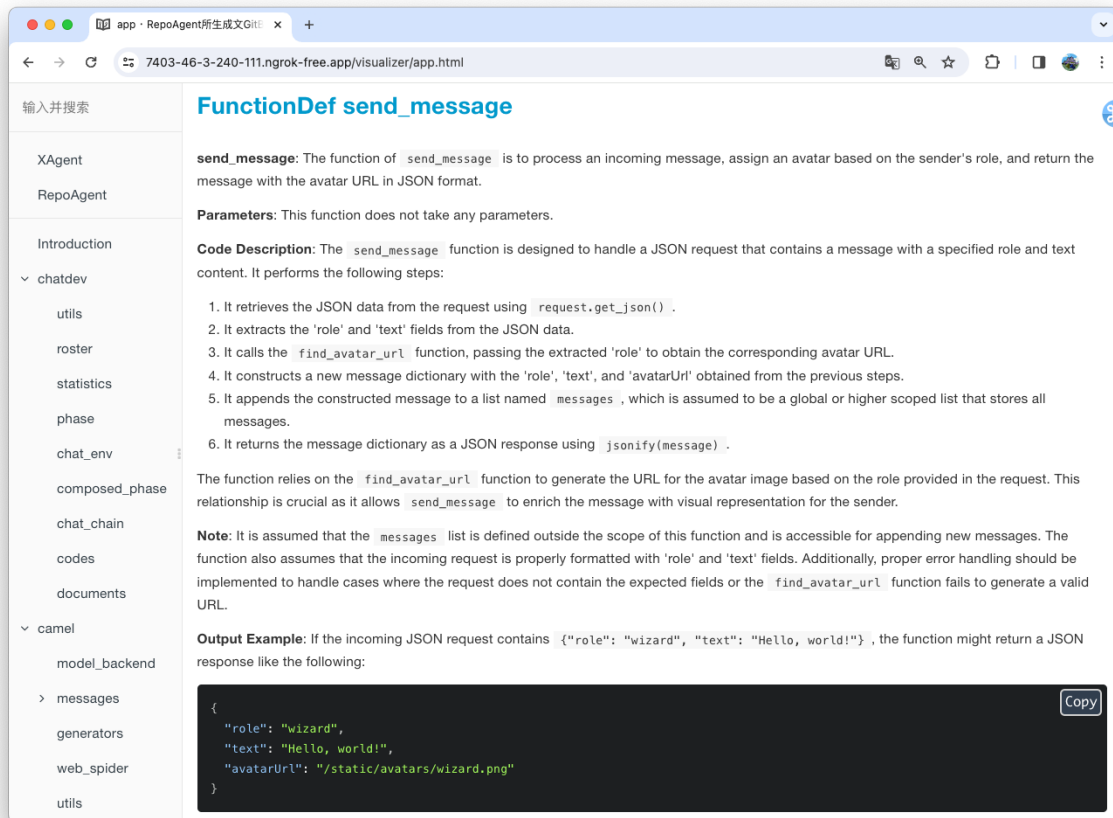 app · RepoAgent所生成文GitB
7403-46-3-240-111.ngrok-free.app/visualizer/app.html
输入并搜索
XAgent
RepoAgent
Introduction
chatdev
utils
roster
statistics
phase
chat_env
composed_phase
chat_chain
codes
documents
camel
model_backend
messages
generators
web_spider
utils
FunctionDef send_message
send_message: The function of send_message is to process an incoming message, assign an avatar based on the sender's role, and return the
message with the avatar URL in JSON format.
Parameters: This function does not take any parameters.
Code Description: The send_message function is designed to handle a JSON request that contains a message with a specified role and text
content. It performs the following steps:
1. It retrieves the JSON data from the request using request.get_json() .
2. It extracts the 'role' and 'text' fields from the JSON data.
3. It calls the find_avatar_url function, passing the extracted 'role' to obtain the corresponding avatar URL.
4. It constructs a new message dictionary with the 'role', 'text', and 'avatarUrl' obtained from the previous steps.
5. It appends the constructed message to a list named messages , which is assumed to be a global or higher scoped list that stores all
messages.
6. It returns the message dictionary as a JSON response using jsonify(message) .
The function relies on the find_avatar_url function to generate the URL for the avatar image based on the role provided in the request. This
relationship is crucial as it allows send_message to enrich the message with visual representation for the sender.
Note: It is assumed that the messages list is defined outside the scope of this function and is accessible for appending new messages. The
function also assumes that the incoming request is properly formatted with 'role' and 'text' fields. Additionally, proper error handling should be
implemented to handle cases where the request does not contain the expected fields or the find_avatar_url function fails to generate a valid
URL.
Output Example: If the incoming JSON request contains {"role": "wizard", "text": "Hello, world!"} , the function might return a JSON
response like the following:
Copy
{
"role": "wizard",
"text": "Hello, world!",
"avatarUrl": "/static/avatars/wizard.png"
}